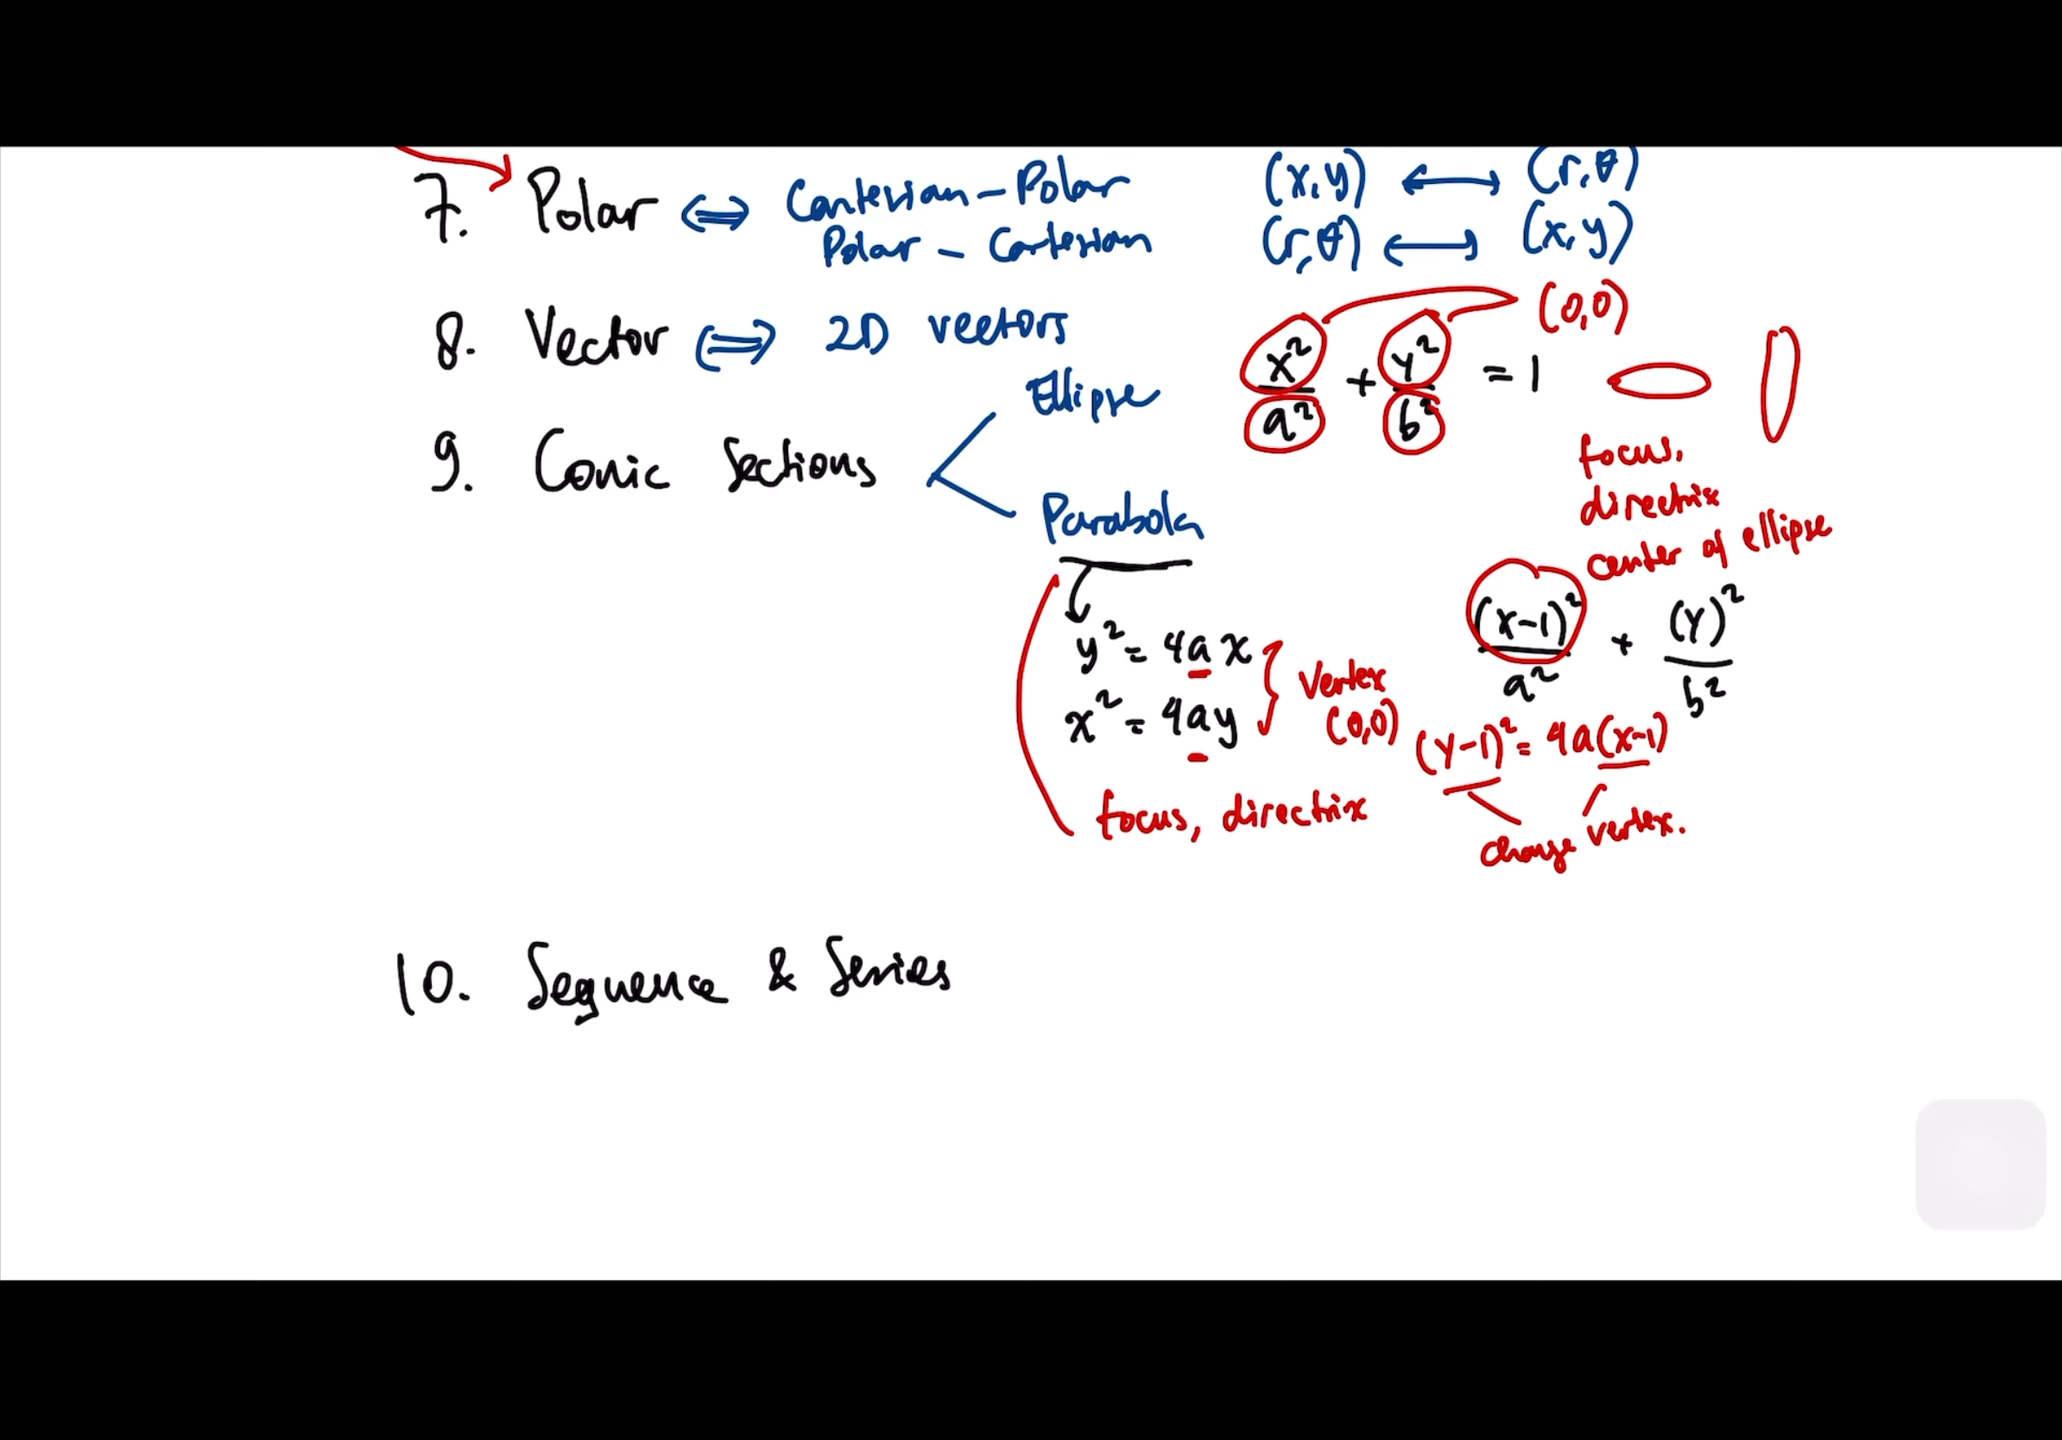 7. Polar ⟺ Cartesian - Polar (x,y) ⟷ (r,θ)
Polar - Cartesian (r,θ) ⟷ (x,y)
8. Vector ⟺ 2D vectors
(0,0)
Ellipse x²/a² + y²/b² = 1
9. Conic Sections
focus,
directrix
center of ellipse
Parabola
y² = 4ax
x² = 4ay
Vertex
(0,0)
(x-1)²/a² + (y)²/b²
(y-1)² = 4a(x-1)
change vertex.
focus, directrix
10. Sequence & Series